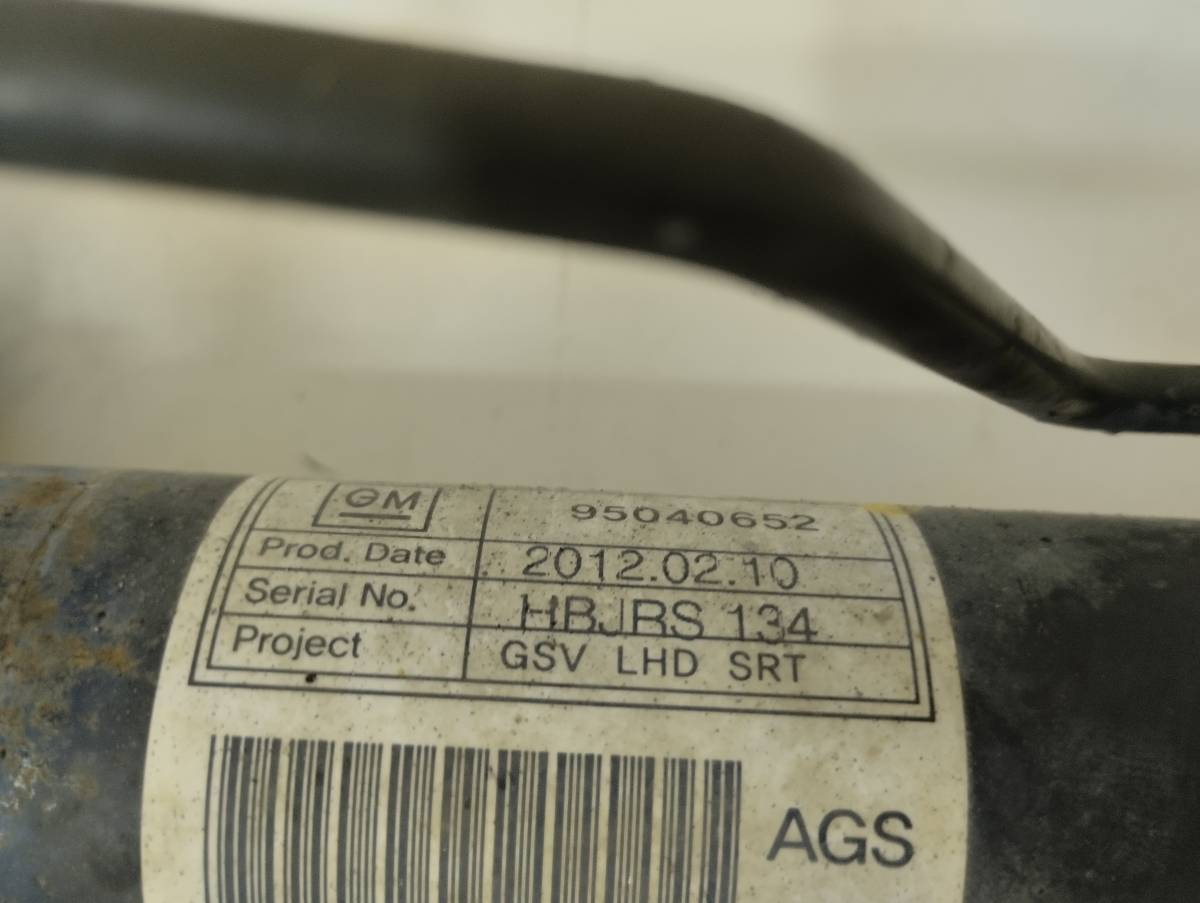 GM 95040652
Prod. Date 2012.02.10
Serial No. HBJRS 134
Project GSV LHD SRT
AGS